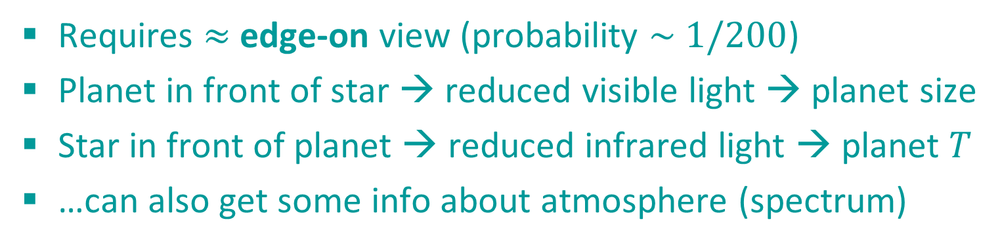 ▪ Requires ≈ edge-on view (probability ~ 1/200)
▪ Planet in front of star → reduced visible light → planet size
▪ Star in front of planet → reduced infrared light → planet T
▪ …can also get some info about atmosphere (spectrum)